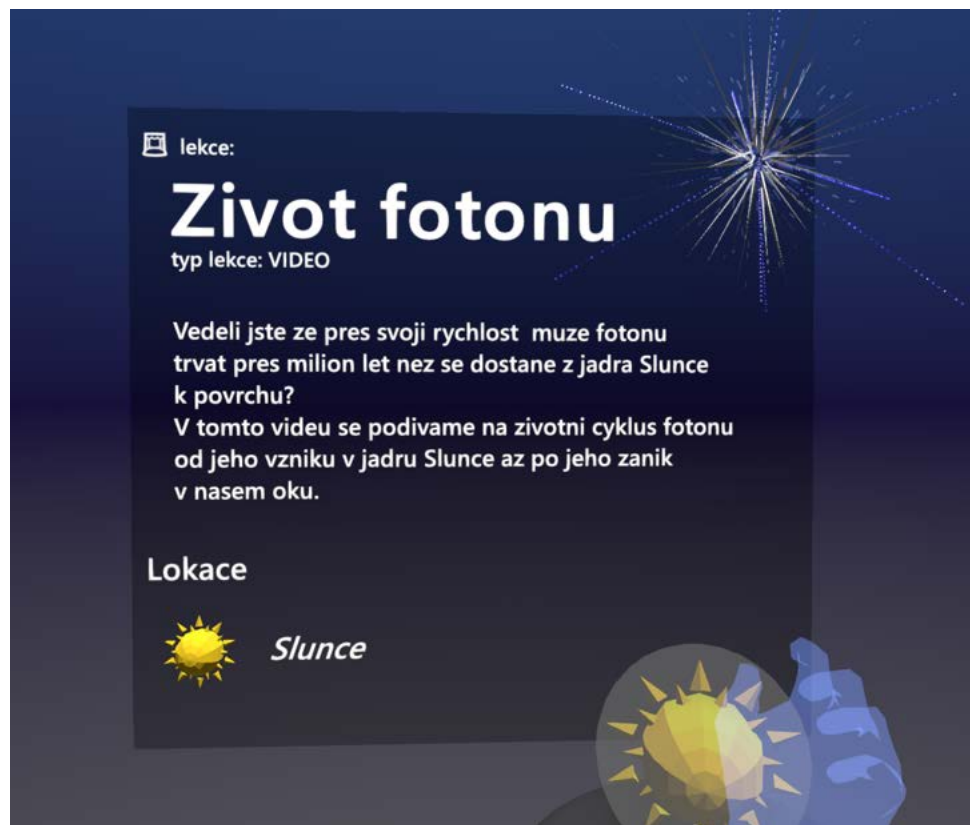 lekce:
Zivot fotonu
typ lekce: VIDEO
Vedeli jste ze pres svoji rychlost muze fotonu
trvat pres milion let nez se dostane z jadra Slunce
k povrchu?
V tomto videu se podivame na zivotni cyklus fotonu
od jeho vzniku v jadru Slunce az po jeho zanik
v nasem oku.
Lokace
Slunce